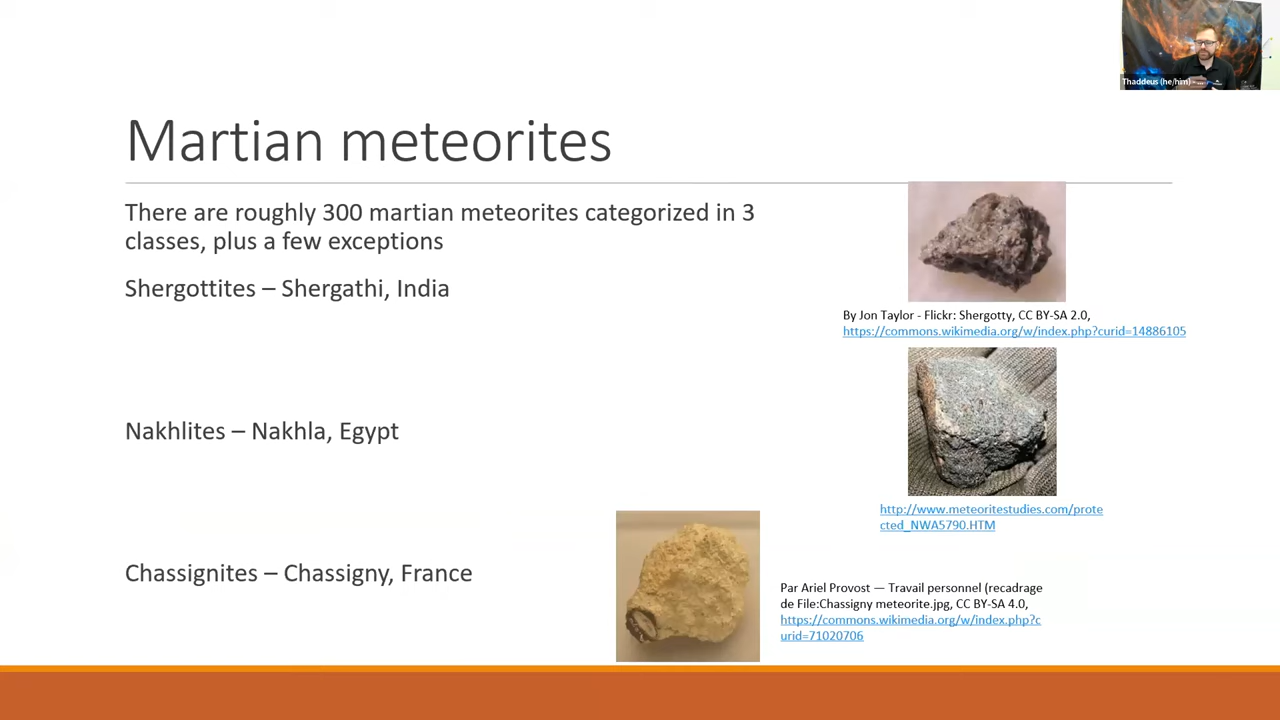 Thaddeus (he/him)
Martian meteorites
There are roughly 300 martian meteorites categorized in 3
classes, plus a few exceptions
Shergottites – Shergathi, India
By Jon Taylor - Flickr: Shergotty, CC BY-SA 2.0,
https://commons.wikimedia.org/w/index.php?curid=14886105
Nakhlites – Nakhla, Egypt
http://www.meteoritestudies.com/prote
cted_NWA5790.HTM
Chassignites – Chassigny, France
Par Ariel Provost — Travail personnel (recadrage
de File:Chassigny meteorite.jpg, CC BY-SA 4.0,
https://commons.wikimedia.org/w/index.php?c
urid=71020706